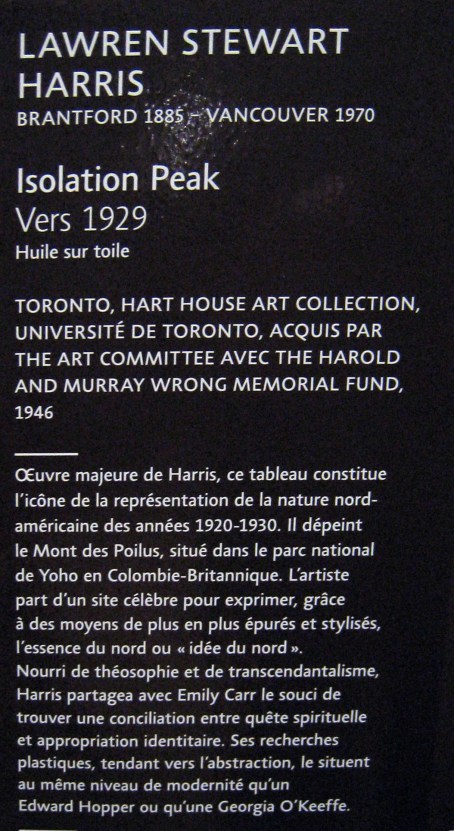 LAWREN STEWART
HARRIS
BRANTFORD 1885 – VANCOUVER 1970
Isolation Peak
Vers 1929
Huile sur toile
TORONTO, HART HOUSE ART COLLECTION,
UNIVERSITÉ DE TORONTO, ACQUIS PAR
THE ART COMMITTEE AVEC THE HAROLD
AND MURRAY WRONG MEMORIAL FUND,
1946
Œuvre majeure de Harris, ce tableau constitue
l'icône de la représentation de la nature nord-
américaine des années 1920-1930. Il dépeint
le Mont des Poilus, situé dans le parc national
de Yoho en Colombie-Britannique. L'artiste
part d'un site célèbre pour exprimer, grâce
à des moyens de plus en plus épurés et stylisés,
l'essence du nord ou « idée du nord ».
Nourri de théosophie et de transcendantalisme,
Harris partagea avec Emily Carr le souci de
trouver une conciliation entre quête spirituelle
et appropriation identitaire. Ses recherches
plastiques, tendant vers l'abstraction, le situent
au même niveau de modernité qu'un
Edward Hopper ou qu'une Georgia O'Keeffe.